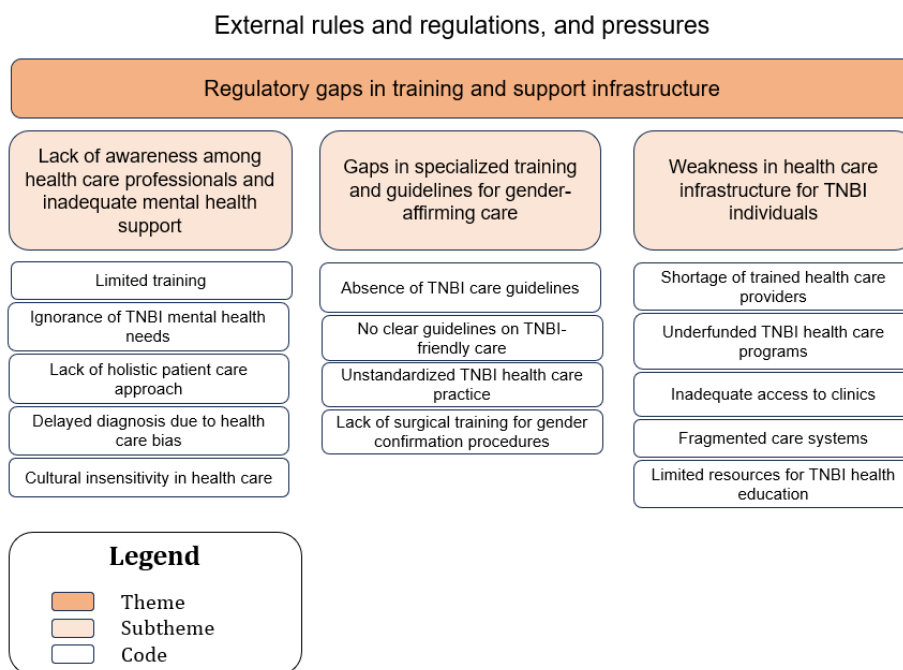 External rules and regulations, and pressures
Regulatory gaps in training and support infrastructure
Lack of awareness among
health care professionals and
inadequate mental health
support
Limited training
Ignorance of TNBI mental health
needs
Lack of holistic patient care
approach
Delayed diagnosis due to health
care bias
Cultural insensitivity in health care
Gaps in specialized training
and guidelines for gender-
affirming care
Absence of TNBI care guidelines
No clear guidelines on TNBI-
friendly care
Unstandardized TNBI health care
practice
Lack of surgical training for gender
confirmation procedures
Weakness in health care
infrastructure for TNBI
individuals
Shortage of trained health care
providers
Underfunded TNBI health care
programs
Inadequate access to clinics
Fragmented care systems
Limited resources for TNBI health
education
Legend
Theme
Subtheme
Code